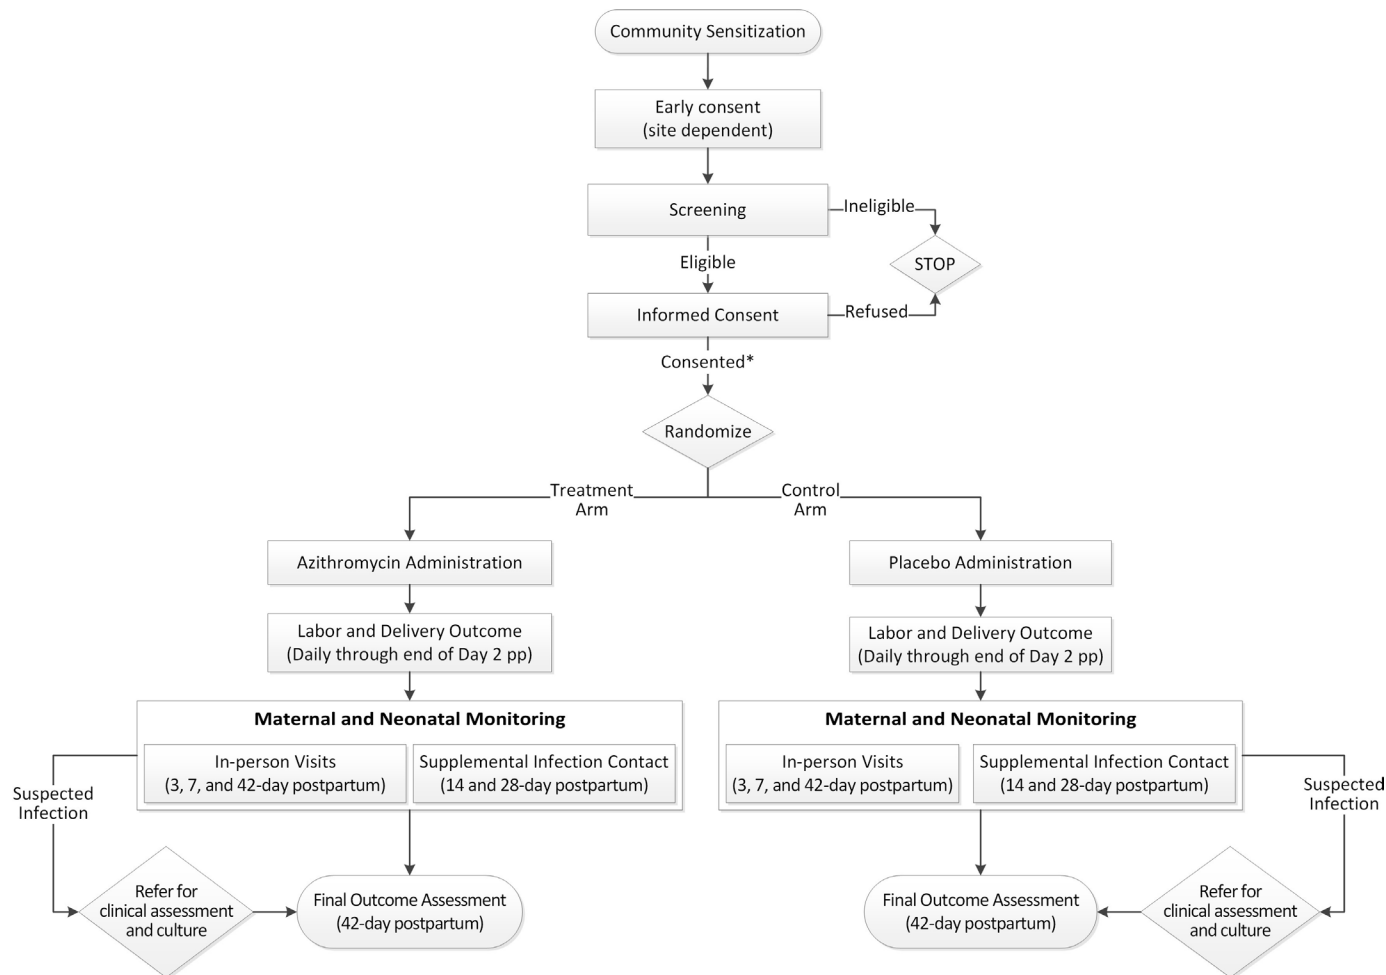 Community Sensitization
Early consent
(site dependent)
Screening
Ineligible
STOP
Eligible
Informed Consent
Refused
Consented*
Randomize
Treatment
Arm
Control
Arm
Azithromycin Administration
Placebo Administration
Labor and Delivery Outcome
(Daily through end of Day 2 pp)
Labor and Delivery Outcome
(Daily through end of Day 2 pp)
Maternal and Neonatal Monitoring
In-person Visits
(3, 7, and 42-day postpartum)
Supplemental Infection Contact
(14 and 28-day postpartum)
Maternal and Neonatal Monitoring
In-person Visits
(3, 7, and 42-day postpartum)
Supplemental Infection Contact
(14 and 28-day postpartum)
Suspected
Infection
Suspected
Infection
Refer for
clinical assessment
and culture
Final Outcome Assessment
(42-day postpartum)
Final Outcome Assessment
(42-day postpartum)
Refer for
clinical assessment
and culture